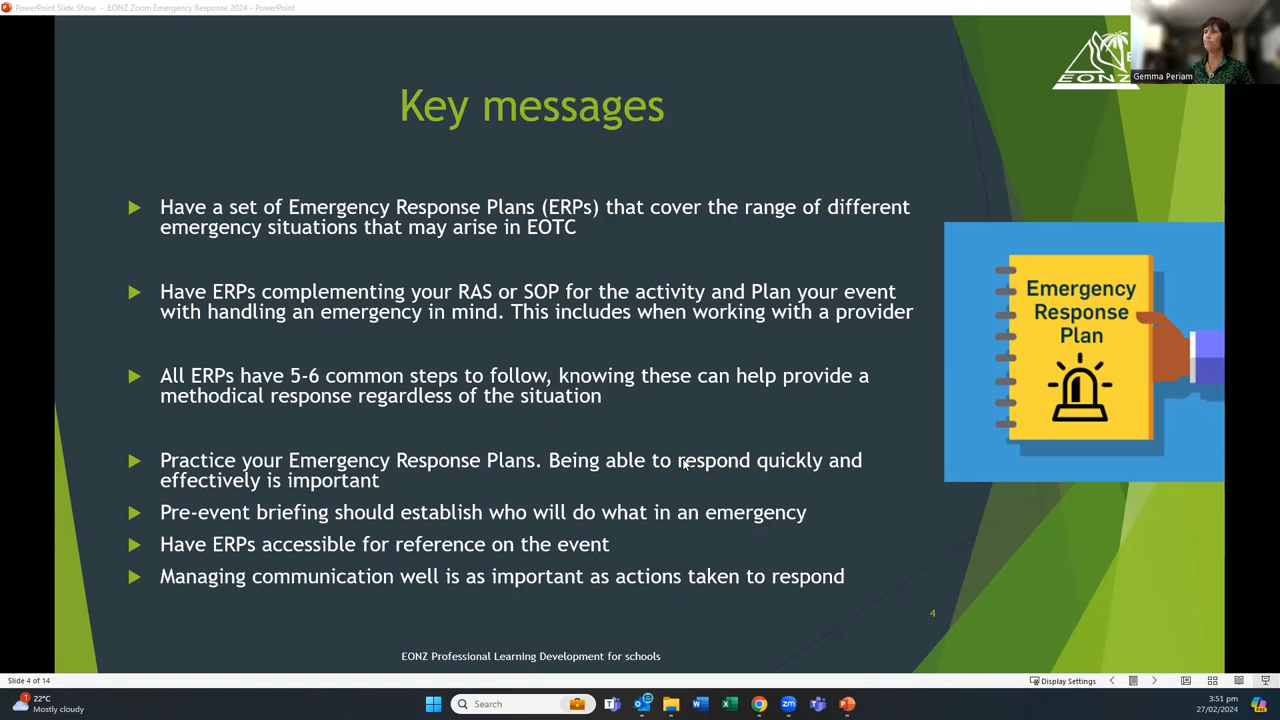 PowerPoint Slide Show - EONZ Zoom Emergency Response 2024 - PowerPoint
EONZ
Gemma Periam
Key messages
Have a set of Emergency Response Plans (ERPs) that cover the range of different
emergency situations that may arise in EOTC
Have ERPs complementing your RAS or SOP for the activity and Plan your event
with handling an emergency in mind. This includes when working with a provider
All ERPs have 5-6 common steps to follow, knowing these can help provide a
methodical response regardless of the situation
Practice your Emergency Response Plans. Being able to respond quickly and
effectively is important
Pre-event briefing should establish who will do what in an emergency
Have ERPs accessible for reference on the event
Managing communication well is as important as actions taken to respond
Emergency
Response
Plan
4
EONZ Professional Learning Development for schools
Slide 4 of 14
Display Settings
1
22°C
Mostly cloudy
Search
3:51 pm
27/02/2024